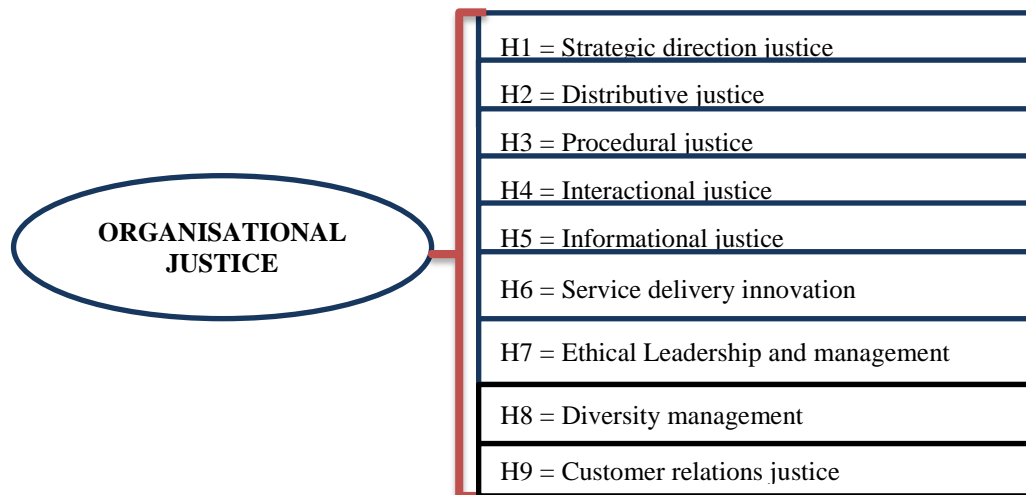 ORGANISATIONAL
JUSTICE
H1 = Strategic direction justice
H2 = Distributive justice
H3 = Procedural justice
H4 = Interactional justice
H5 = Informational justice
H6 = Service delivery innovation
H7 = Ethical Leadership and management
H8 = Diversity management
H9 = Customer relations justice